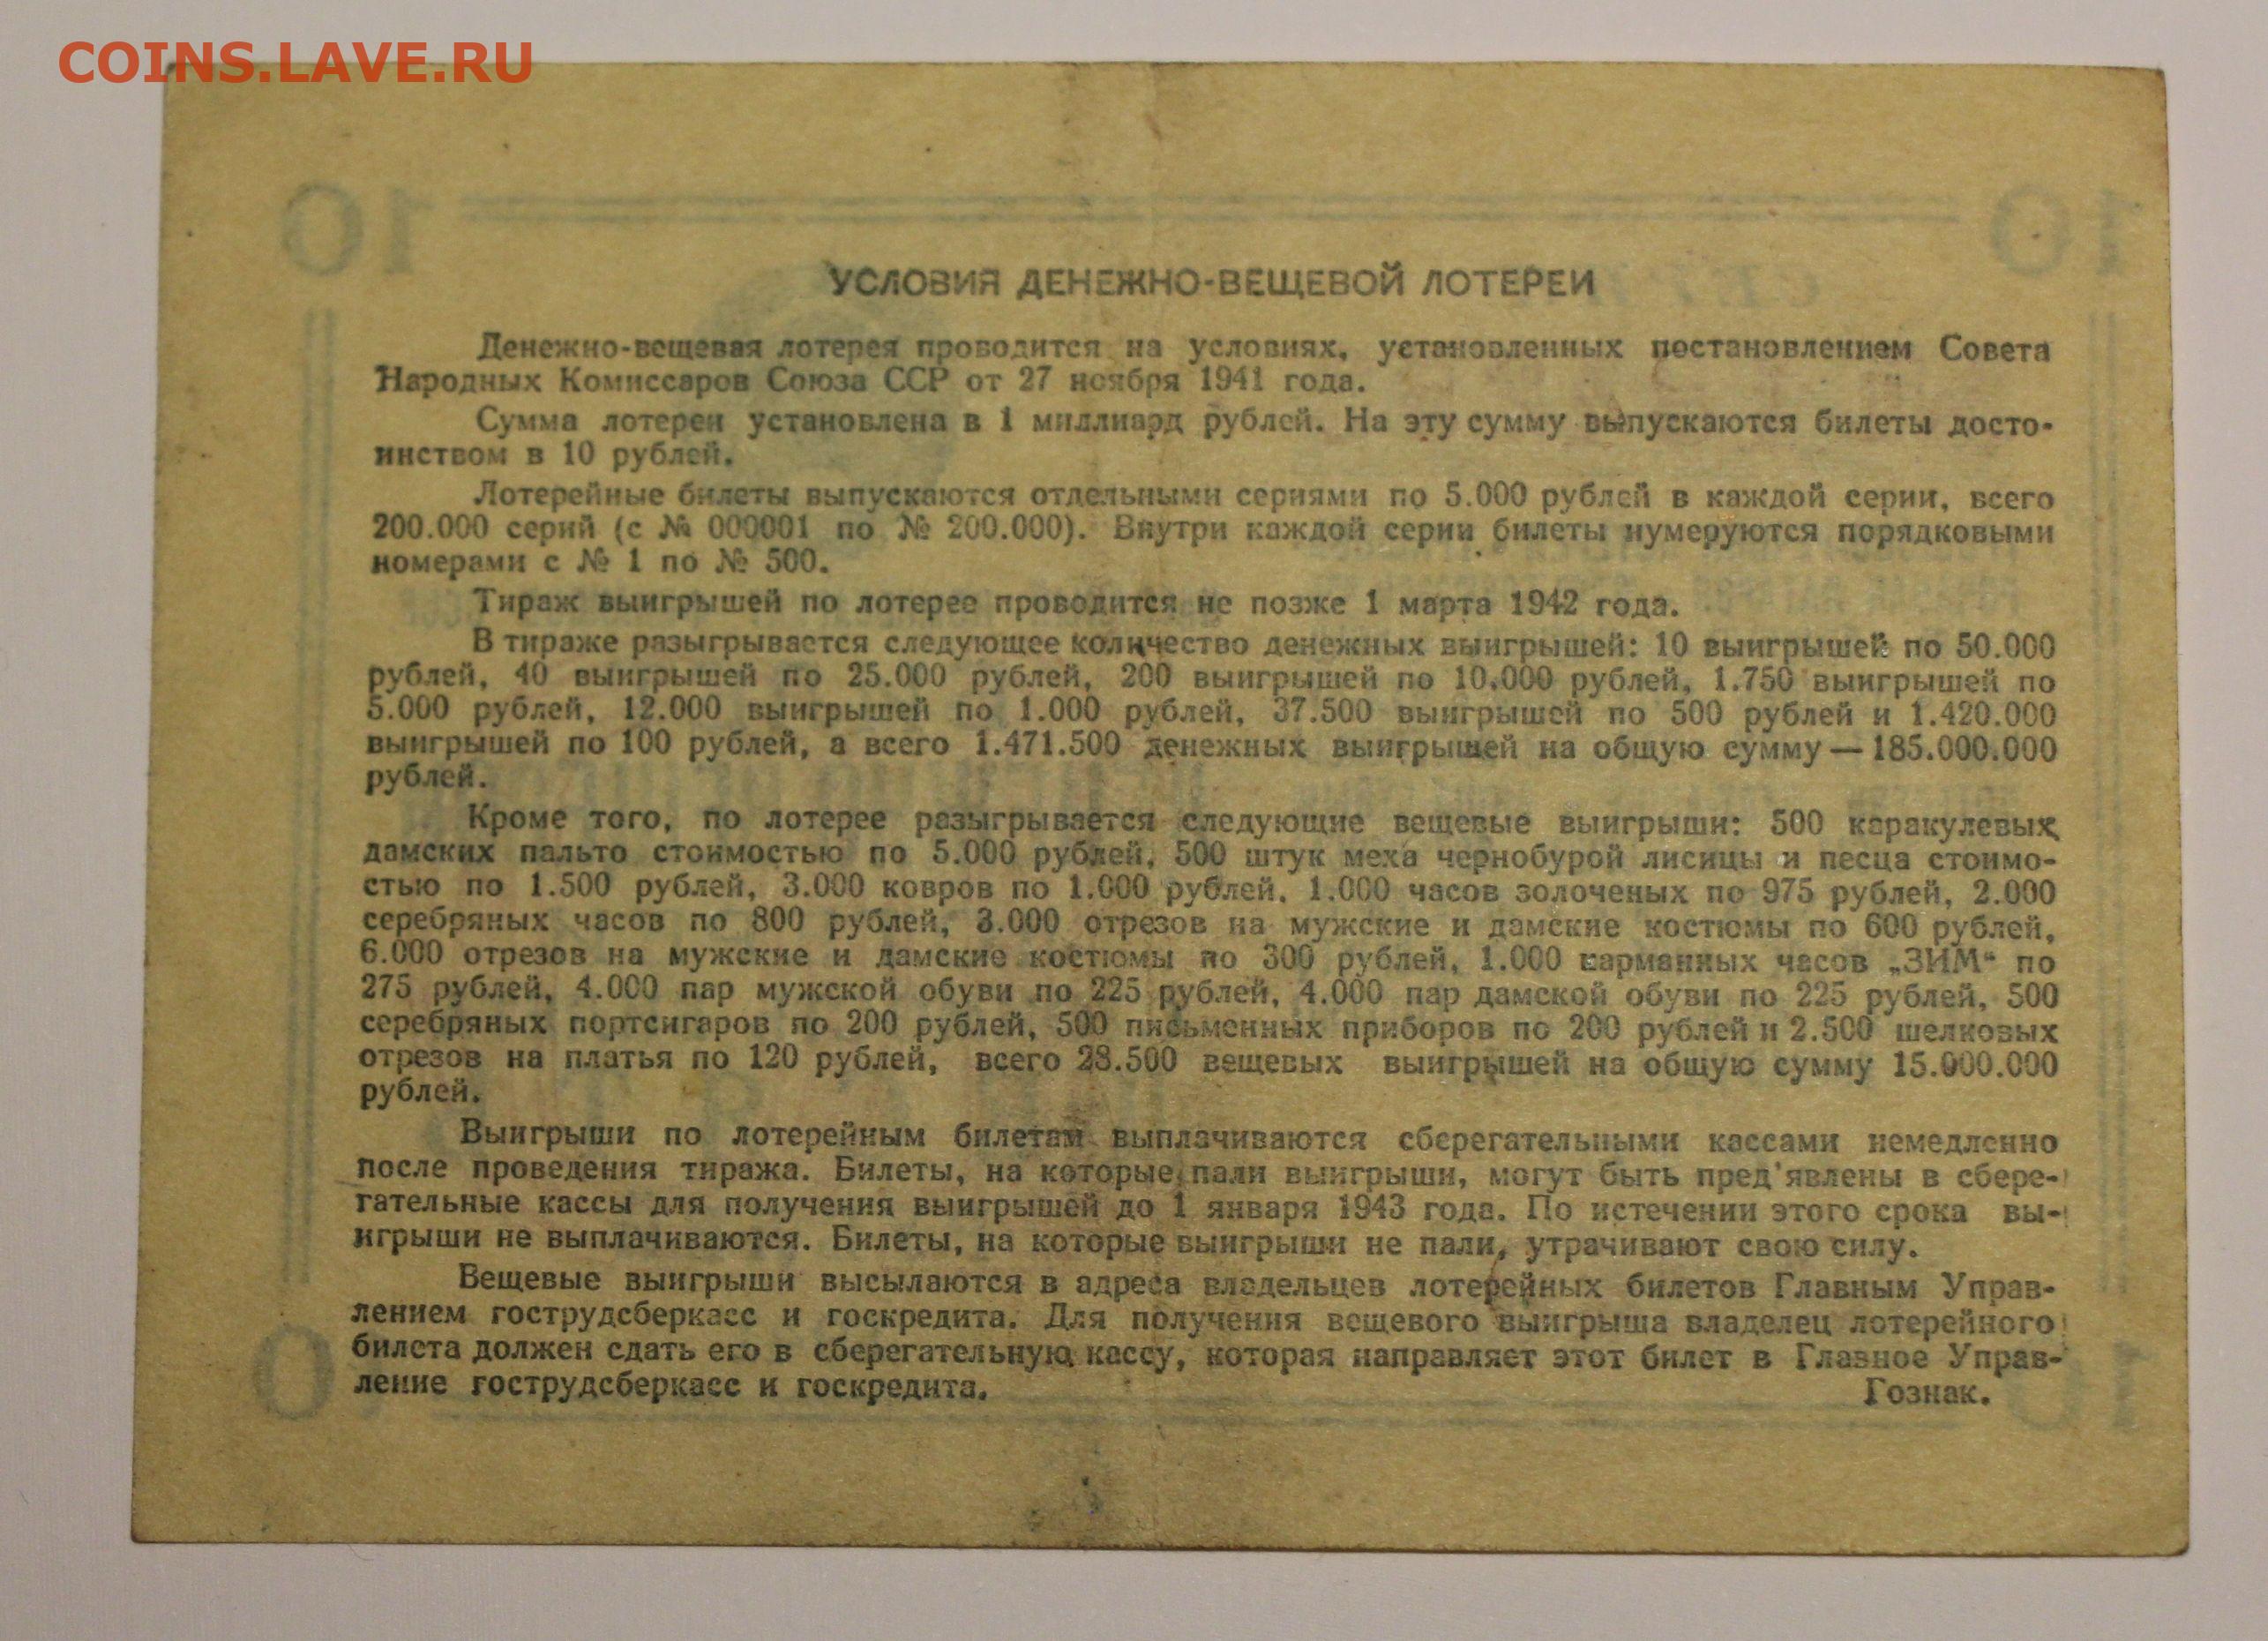 COINS.LAVE.RU
10 10
УСЛОВИЯ ДЕНЕЖНО-ВЕЩЕВОЙ ЛОТЕРЕИ
Денежно-вещевая лотерея проводится на условиях, установленных постановлением Совета
Народных Комиссаров Союза ССР от 27 ноября 1941 года.
Сумма лотереи установлена в 1 миллиард рублей. На эту сумму выпускаются билеты досто-
инством в 10 рублей.
Лотерейные билеты выпускаются отдельными сериями по 5.000 рублей в каждой серии, всего
200.000 серий (с № 000001 по № 200.000). Внутри каждой серии билеты нумеруются порядковыми
номерами с № 1 по № 500.
Тираж выигрышей по лотерее проводится не позже 1 марта 1942 года.
В тираже разыгрывается следующее количество денежных выигрышей: 10 выигрышей по 50.000
рублей, 40 выигрышей по 25.000 рублей, 200 выигрышей по 10.000 рублей, 1.750 выигрышей по
5.000 рублей, 12.000 выигрышей по 1.000 рублей, 37.500 выигрышей по 500 рублей и 1.420.000
выигрышей по 100 рублей, а всего 1.471.500 денежных выигрышей на общую сумму — 185.000.000
рублей.
Кроме того, по лотерее разыгрывается следующие вещевые выигрыши: 500 каракулевых
дамских пальто стоимостью по 5.000 рублей, 500 штук меха чернобурой лисицы и песца стоимо-
стью по 1.500 рублей, 3.000 ковров по 1.000 рублей, 1.000 часов золоченых по 975 рублей, 2.000
серебряных часов по 800 рублей, 3.000 отрезов на мужские и дамские костюмы по 600 рублей,
6.000 отрезов на мужские и дамские костюмы по 300 рублей, 1.000 карманных часов „ЗИМ“ по
275 рублей, 4.000 пар мужской обуви по 225 рублей, 4.000 пар дамской обуви по 225 рублей, 500
серебряных портсигаров по 200 рублей, 500 письменных приборов по 200 рублей и 2.500 шелковых
отрезов на платья по 120 рублей, всего 28.500 вещевых выигрышей на общую сумму 15.000.000
рублей.
Выигрыши по лотерейным билетам выплачиваются сберегательными кассами немедленно
после проведения тиража. Билеты, на которые пали выигрыши, могут быть пред'явлены в сбере-
гательные кассы для получения выигрышей до 1 января 1943 года. По истечении этого срока вы-
игрыши не выплачиваются. Билеты, на которые выигрыши не пали, утрачивают свою силу.
Вещевые выигрыши высылаются в адреса владельцев лотерейных билетов Главным Управ-
лением гострудсберкасс и госкредита. Для получения вещевого выигрыша владелец лотерейного
билета должен сдать его в сберегательную кассу, которая направляет этот билет в Главное Управ-
ление гострудсберкасс и госкредита.
Гознак.